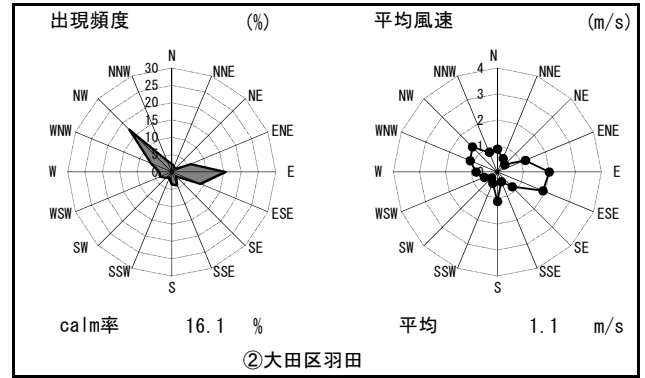 出現頻度 (%)
N
NNE
NE
ENE
E
ESE
SE
SSE
S
SSW
SW
WSW
W
WNW
NW
NNW
30
25
20
15
10
5
0
calm率 16.1 %
平均風速 (m/s)
N
NNE
NE
ENE
E
ESE
SE
SSE
S
SSW
SW
WSW
W
WNW
NW
NNW
4
3
2
1
0
平均 1.1 m/s
②大田区羽田